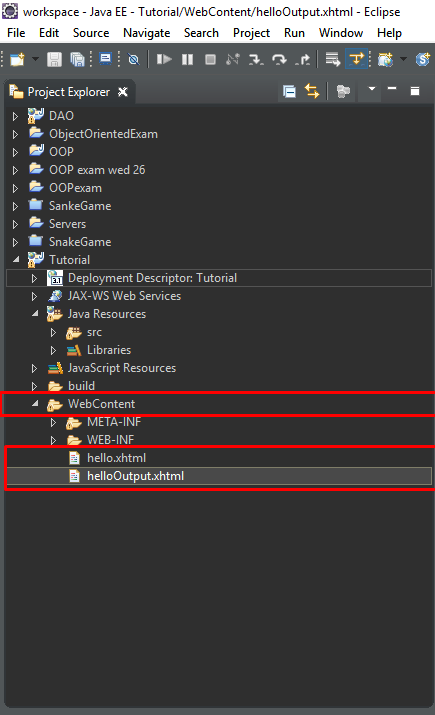 workspace - Java EE - Tutorial/WebContent/helloOutput.xhtml - Eclipse
File Edit Source Navigate Search Project Run Window Help
Project Explorer
DAO
ObjectOrientedExam
OOP
OOP exam wed 26
OOPexam
SankeGame
Servers
SnakeGame
Tutorial
Deployment Descriptor: Tutorial
JAX-WS Web Services
Java Resources
src
Libraries
JavaScript Resources
build
WebContent
META-INF
WEB-INF
hello.xhtml
helloOutput.xhtml